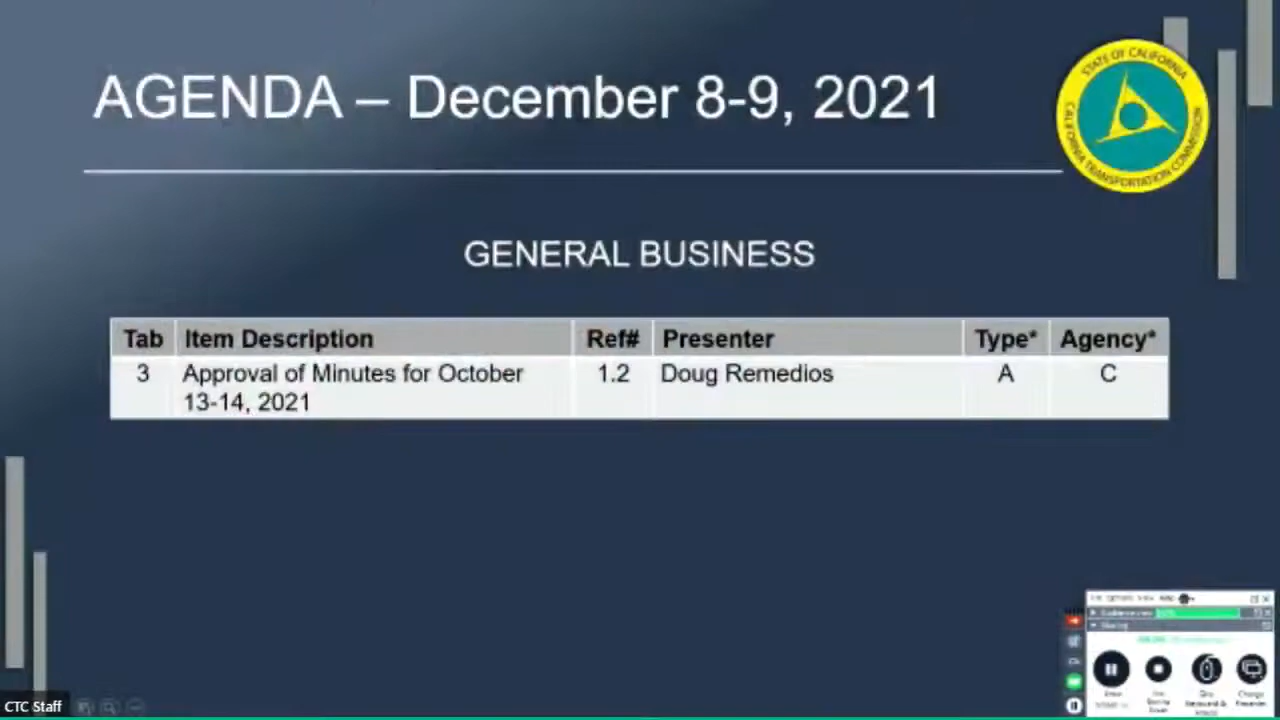 AGENDA – December 8-9, 2021
STATE OF CALIFORNIA
CALIFORNIA TRANSPORTATION COMMISSION
GENERAL BUSINESS
Tab Item Description Ref# Presenter Type* Agency*
3 Approval of Minutes for October 1.2 Doug Remedios A C
13-14, 2021
CTC Staff